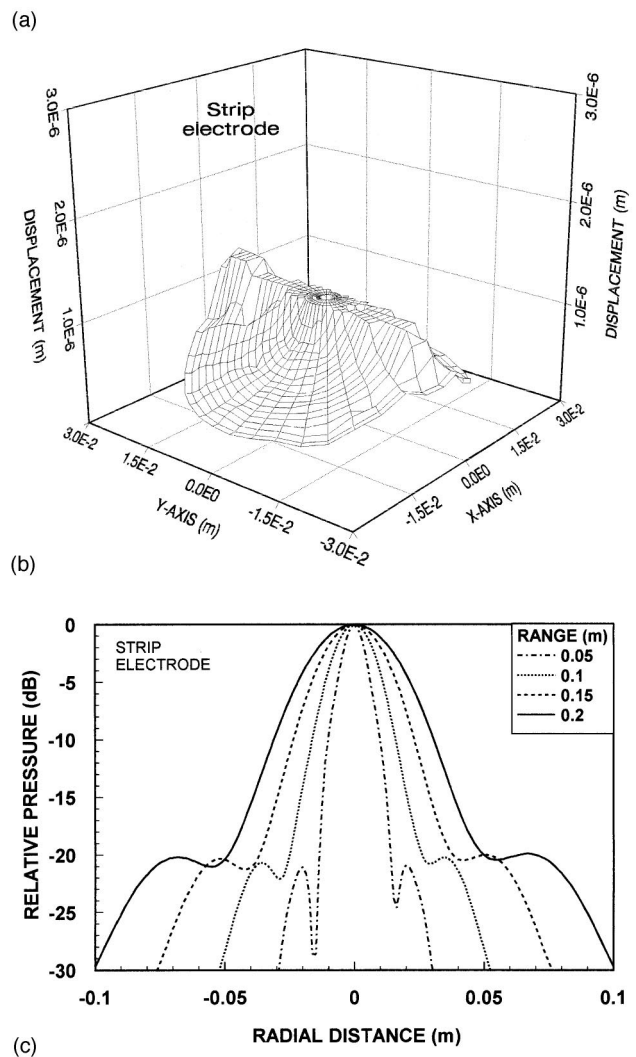 (a)
3.0E-6
2.0E-6
1.0E-6
DISPLACEMENT (m)
Strip
electrode
3.0E-6
2.0E-6
1.0E-6
DISPLACEMENT (m)
3.0E-2
1.5E-2
0.0E0
-1.5E-2
-3.0E-2
Y-AXIS (m)
-1.5E-2
0.0E0
1.5E-2
3.0E-2
X-AXIS (m)
(b)
STRIP
ELECTRODE
RANGE (m)
0.05
0.1
0.15
0.2
RELATIVE PRESSURE (dB)
0
-5
-10
-15
-20
-25
-30
-0.1
-0.05
0
0.05
0.1
RADIAL DISTANCE (m)
(c)